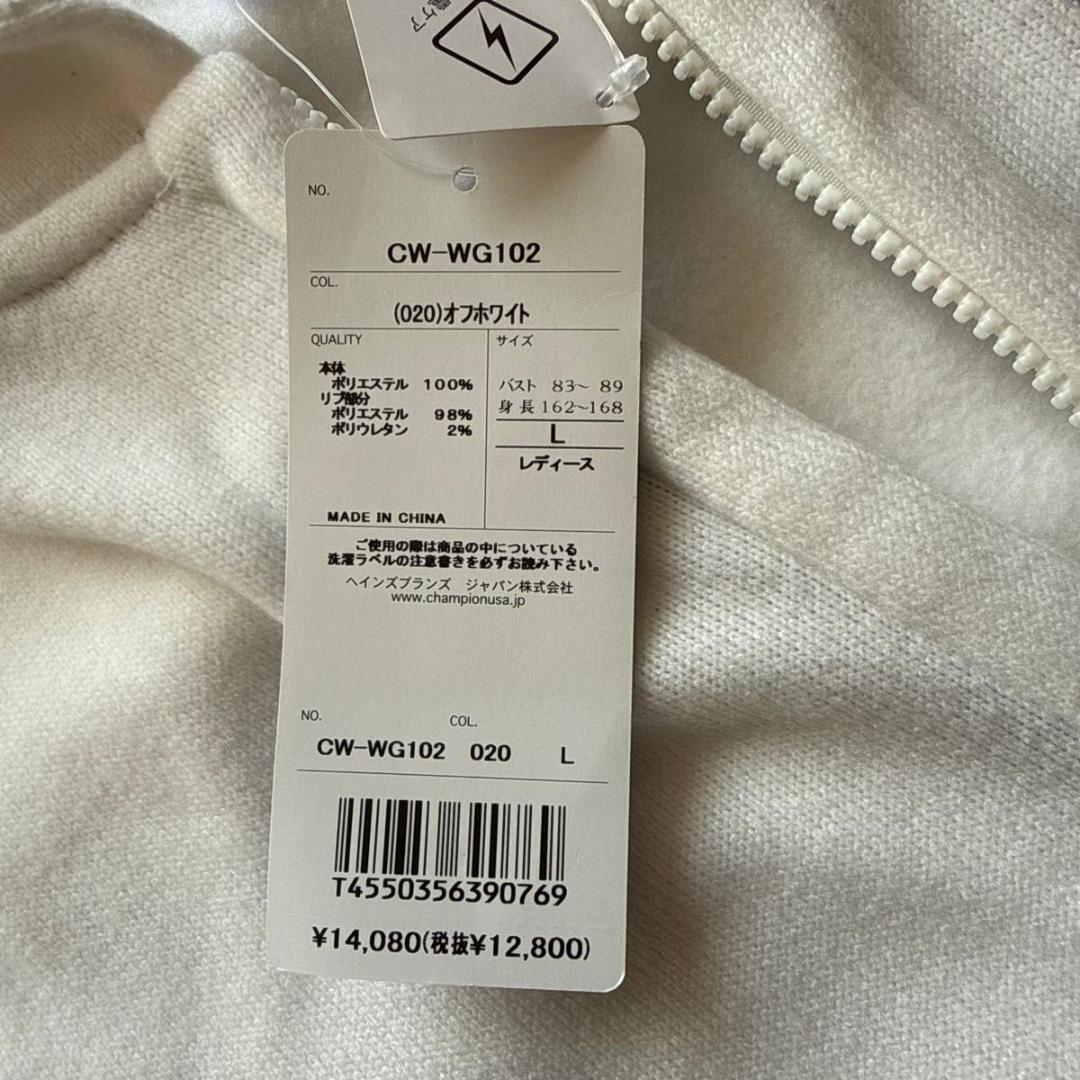 電ケア
NO.
CW-WG102
COL.
(020)オフホワイト
QUALITY
サイズ
本体
ポリエステル 100%
リブ部分
ポリエステル 98%
ポリウレタン 2%
バスト 83～ 89
身長 162～168
L
レディース
MADE IN CHINA
ご使用の際は商品の中についている
洗濯ラベルの注意書きを必ずお読み下さい。
ヘインズブランズ ジャパン株式会社
www.championusa.jp
NO.
COL.
CW-WG102 020 L
T4550356390769
¥14,080(税抜¥12,800)